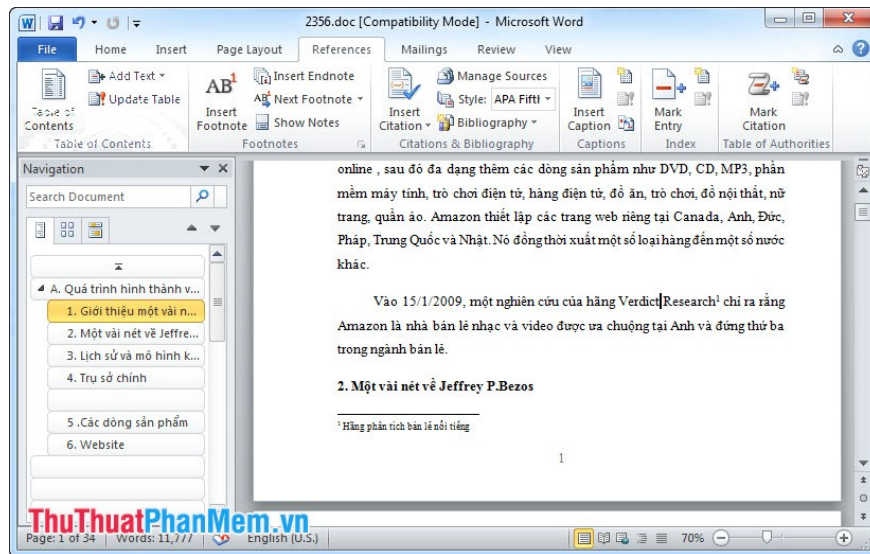 2356.doc [Compatibility Mode] - Microsoft Word
File Home Insert Page Layout References Mailings Review View
Table of Contents
Add Text
Update Table
Table of Contents
AB1
Insert Footnote
Insert Endnote
Next Footnote
Show Notes
Footnotes
Insert Citation
Manage Sources
Style: APA Fiftl
Bibliography
Citations & Bibliography
Insert Caption
Captions
Mark Entry
Index
Mark Citation
Table of Authorities
Navigation
Search Document
A. Quá trình hình thành v...
1. Giới thiệu một vài n...
2. Một vài nét về Jeffre...
3. Lịch sử và mô hình k...
4. Trụ sở chính
5 .Các dòng sản phẩm
6. Website
online , sau đó đa dạng thêm các dòng sản phẩm như DVD, CD, MP3, phần
mềm máy tính, trò chơi điện tử, hàng điện tử, đồ ăn, trò chơi, đồ nội thất, nữ
trang, quần áo. Amazon thiết lập các trang web riêng tại Canada, Anh, Đức,
Pháp, Trung Quốc và Nhật. Nó đồng thời xuất một số loại hàng đến một số nước
khác.
Vào 15/1/2009, một nghiên cứu của hãng Verdict Research¹ chỉ ra rằng
Amazon là nhà bán lẻ nhạc và video được ưa chuộng tại Anh và đứng thứ ba
trong ngành bán lẻ.
2. Một vài nét về Jeffrey P.Bezos
¹ Hãng phân tích bán lẻ nổi tiếng
1
ThuThuatPhanMem.vn
Page: 1 of 34 Words: 11,777 English (U.S.) 70%